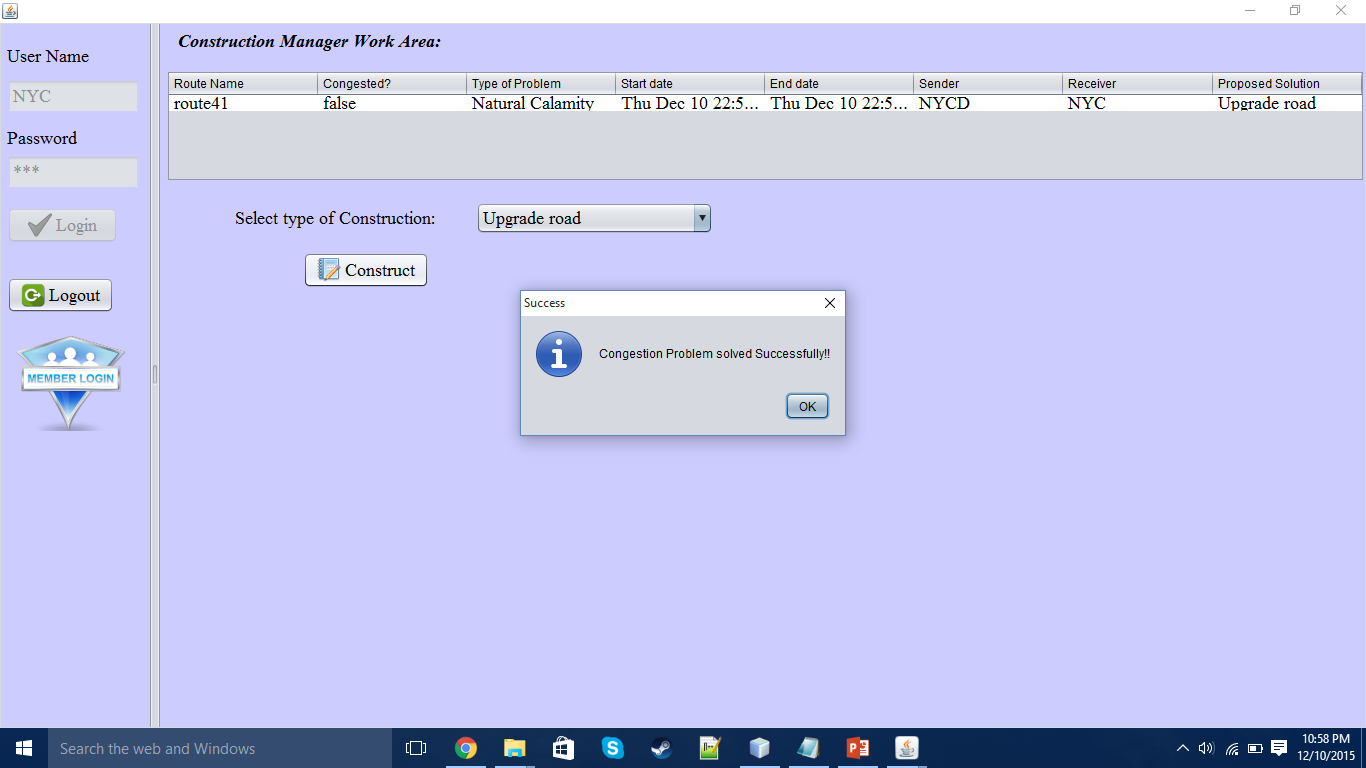 User Name
NYC
Password
***
Login
Logout
MEMBER LOGIN
Construction Manager Work Area:
Route Name Congested? Type of Problem Start date End date Sender Receiver Proposed Solution
route41 false Natural Calamity Thu Dec 10 22:5... Thu Dec 10 22:5... NYCD NYC Upgrade road
Select type of Construction: Upgrade road
Construct
Success
Congestion Problem solved Successfully!!
OK
Search the web and Windows
10:58 PM
12/10/2015